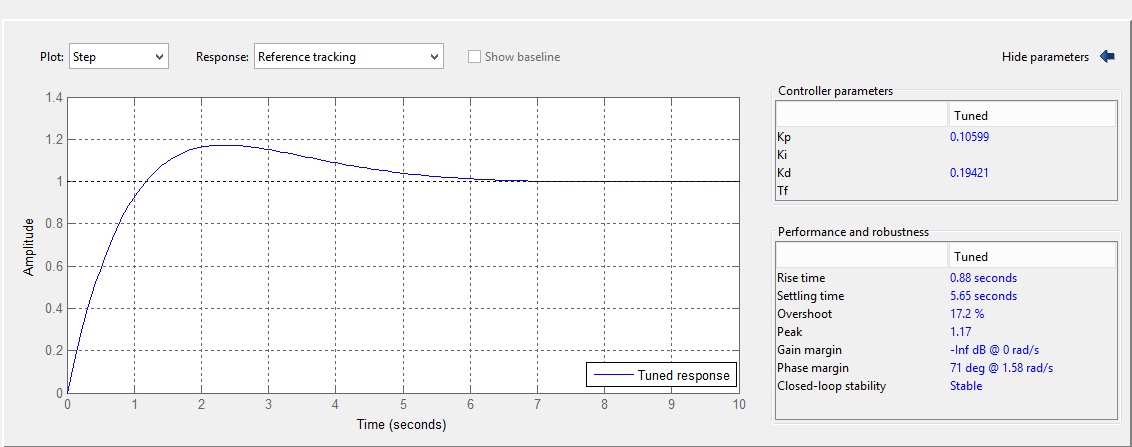 Plot: Step Response: Reference tracking Show baseline Hide parameters
Controller parameters
Tuned
Kp 0.10599
Ki
Kd 0.19421
Tf
Performance and robustness
Tuned
Rise time 0.88 seconds
Settling time 5.65 seconds
Overshoot 17.2 %
Peak 1.17
Gain margin -Inf dB @ 0 rad/s
Phase margin 71 deg @ 1.58 rad/s
Closed-loop stability Stable
1.4
1.2
1
0.8
0.6
0.4
0.2
0
Amplitude
Tuned response
0 1 2 3 4 5 6 7 8 9 10
Time (seconds)